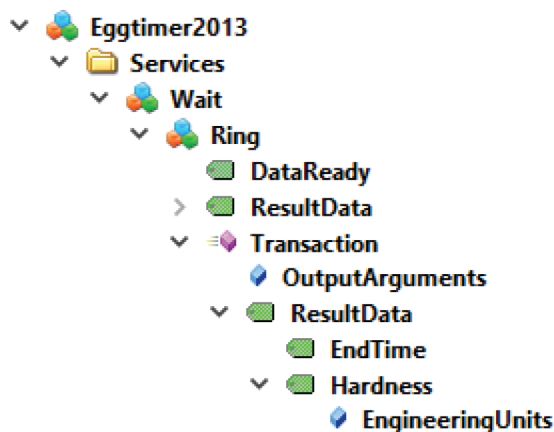 Eggtimer2013
Services
Wait
Ring
DataReady
ResultData
Transaction
OutputArguments
ResultData
EndTime
Hardness
EngineeringUnits